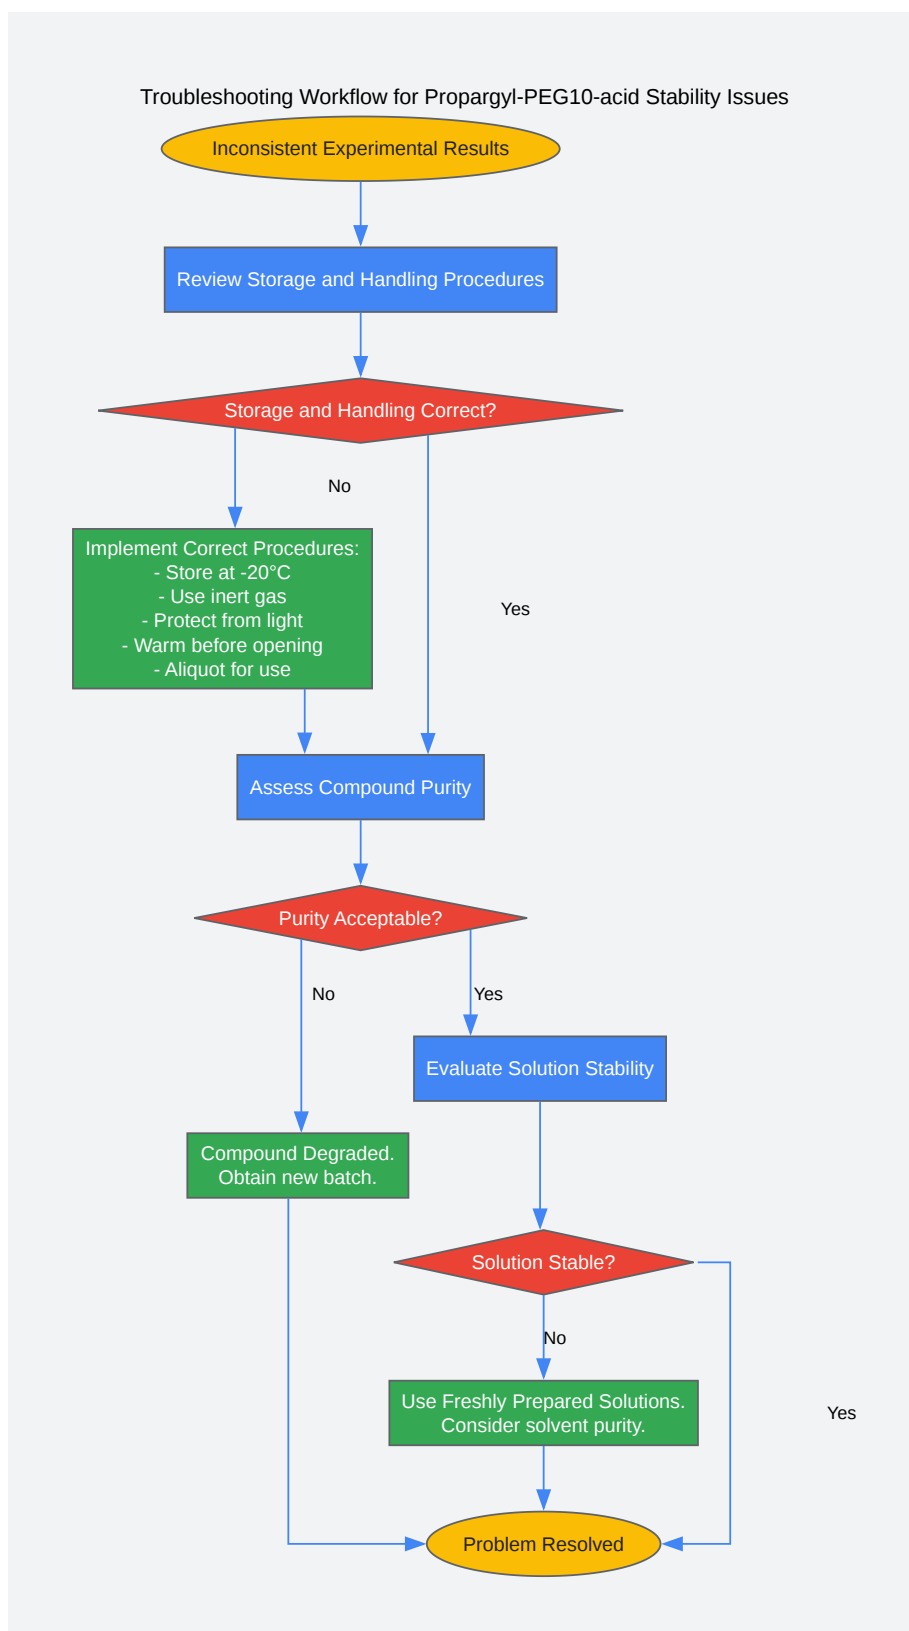 Troubleshooting Workflow for Propargyl-PEG10-acid Stability Issues
Inconsistent Experimental Results
Review Storage and Handling Procedures
Storage and Handling Correct?
No
Implement Correct Procedures:
- Store at -20°C
- Use inert gas
- Protect from light
- Warm before opening
- Aliquot for use
Yes
Assess Compound Purity
Purity Acceptable?
No
Yes
Evaluate Solution Stability
Compound Degraded.
Obtain new batch.
Solution Stable?
No
Use Freshly Prepared Solutions.
Consider solvent purity.
Yes
Problem Resolved